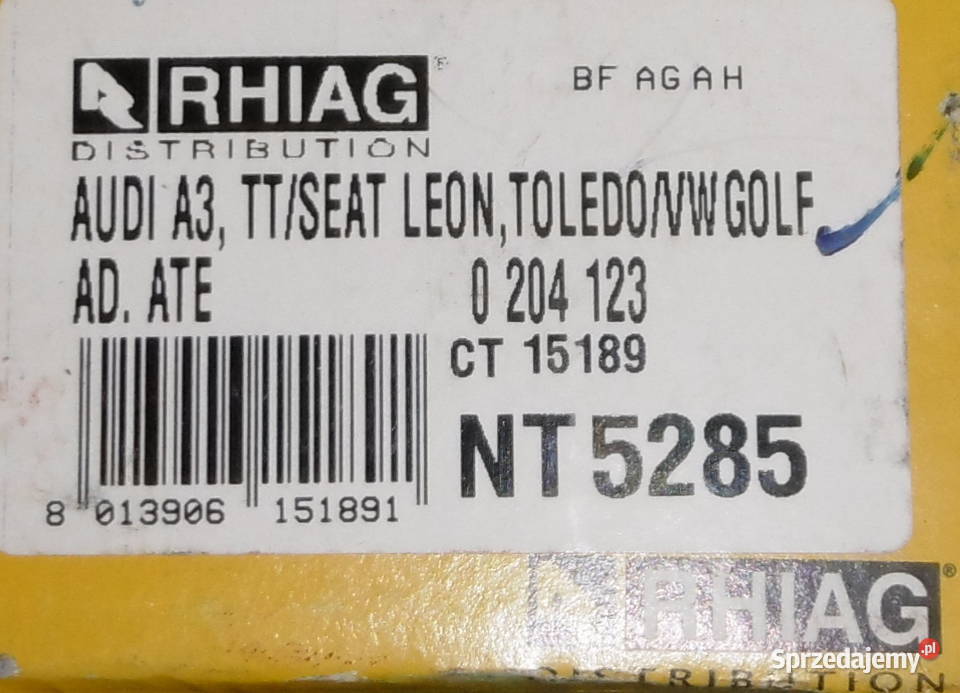 RHIAG®
BF AG A H
DISTRIBUTION
AUDI A3, TT/SEAT LEON,TOLEDO/VW GOLF
AD. ATE 0 204 123
CT 15189
NT 5285
8 013906 151891
RHIAG®
DISTRIBUTION
Sprzedajemy.pl